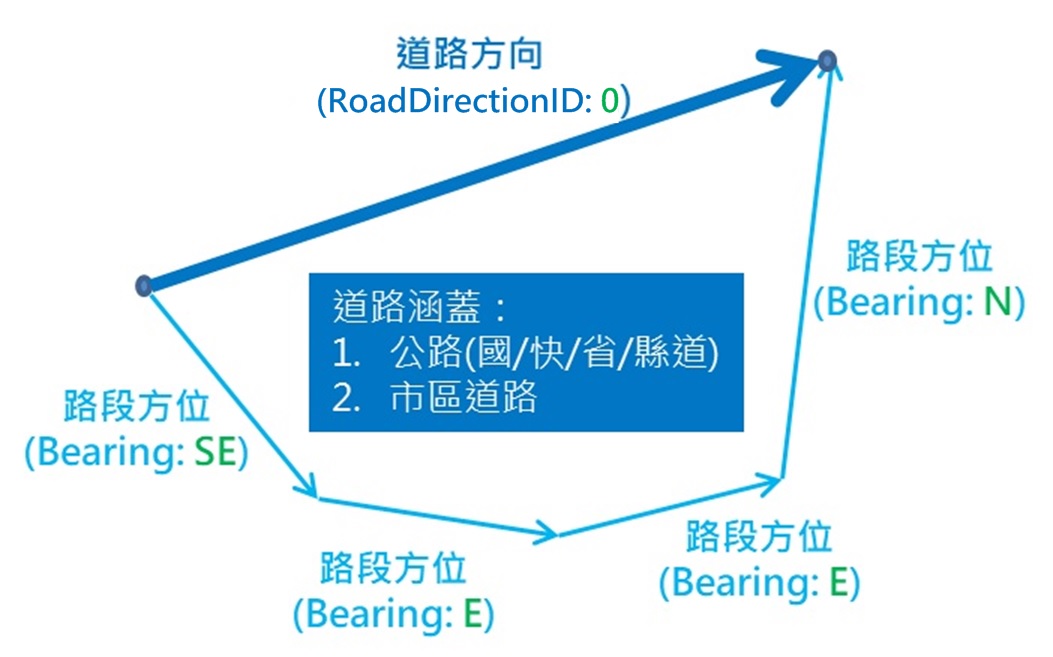 道路方向
(RoadDirectionID: 0)
路段方位
(Bearing: N)
道路涵蓋：
1. 公路(國/快/省/縣道)
2. 市區道路
路段方位
(Bearing: SE)
路段方位
(Bearing: E)
路段方位
(Bearing: E)